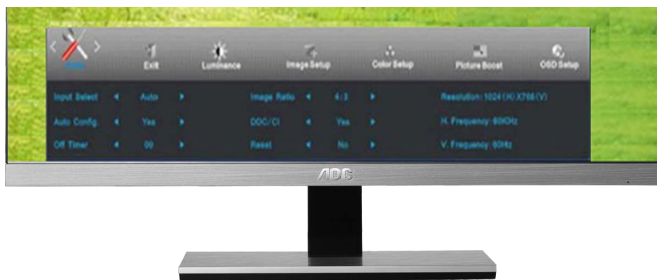 Exit
Luminance
Image Setup
Color Setup
Picture Boost
OSD Setup
Input Select Auto Image Ratio 4:3 Resolution: 1024(H)X768(V)
Auto Config. Yes DDC/CI Yes H. Frequency: 60KHz
Off Timer 00 Reset No V. Frequency: 60Hz
AOC